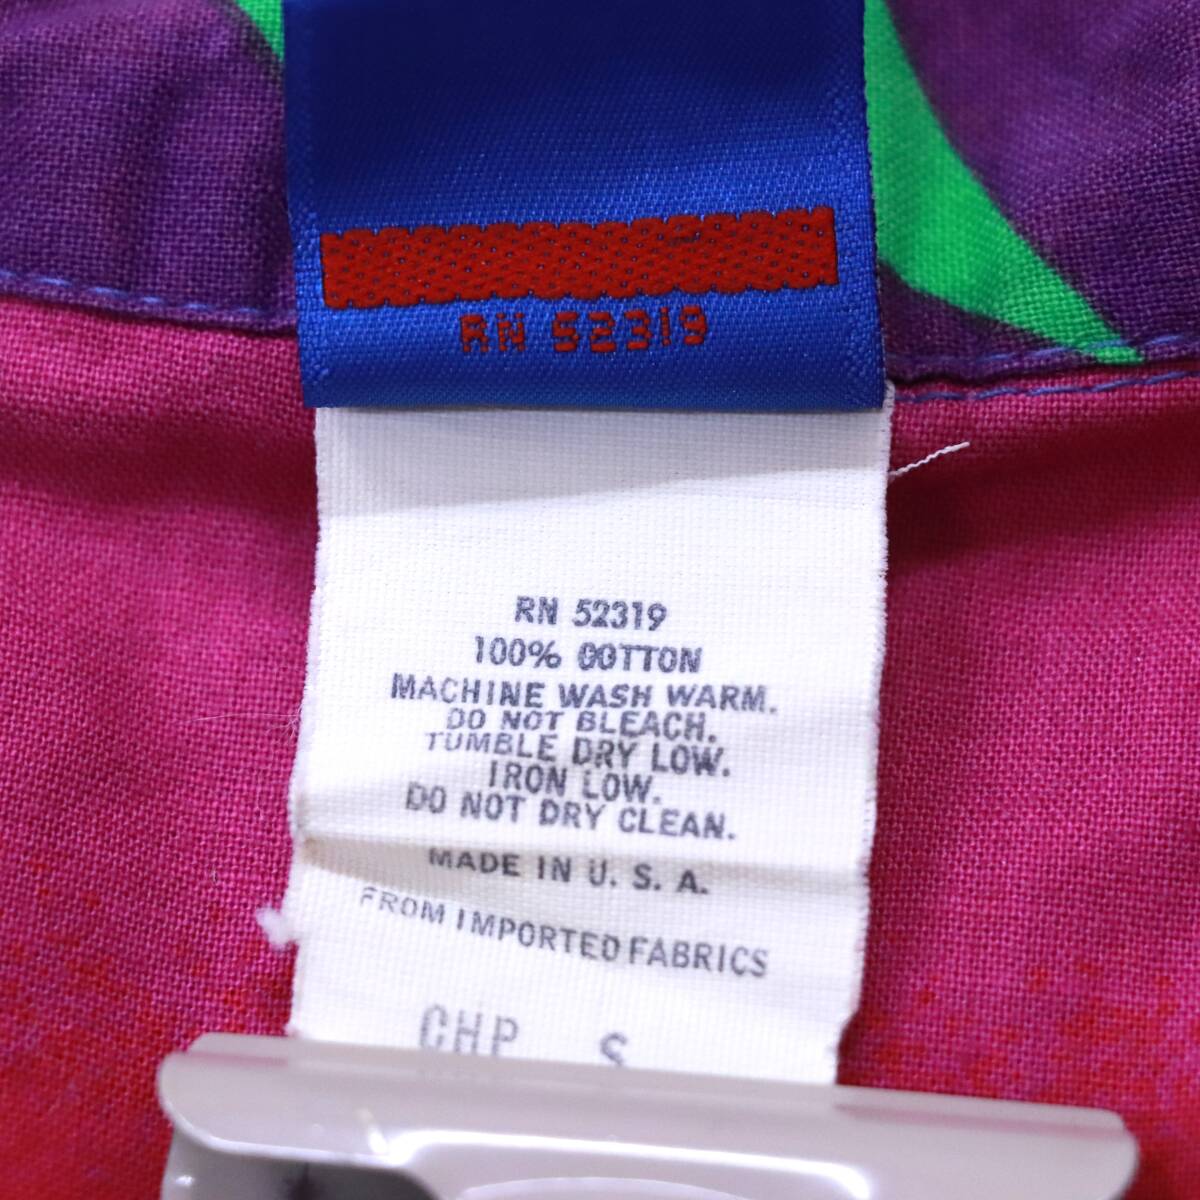 RN 52319
RN 52319
100% COTTON
MACHINE WASH WARM.
DO NOT BLEACH.
TUMBLE DRY LOW.
IRON LOW.
DO NOT DRY CLEAN.
MADE IN U. S. A.
FROM IMPORTED FABRICS
CHP S